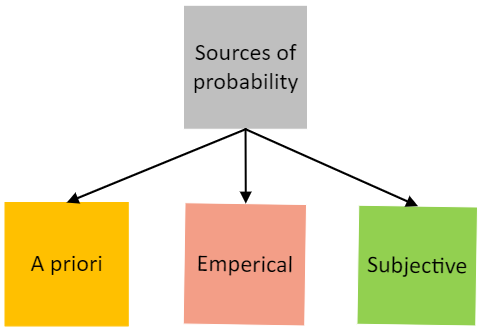 Sources of
probability
A priori
Emperical
Subjective